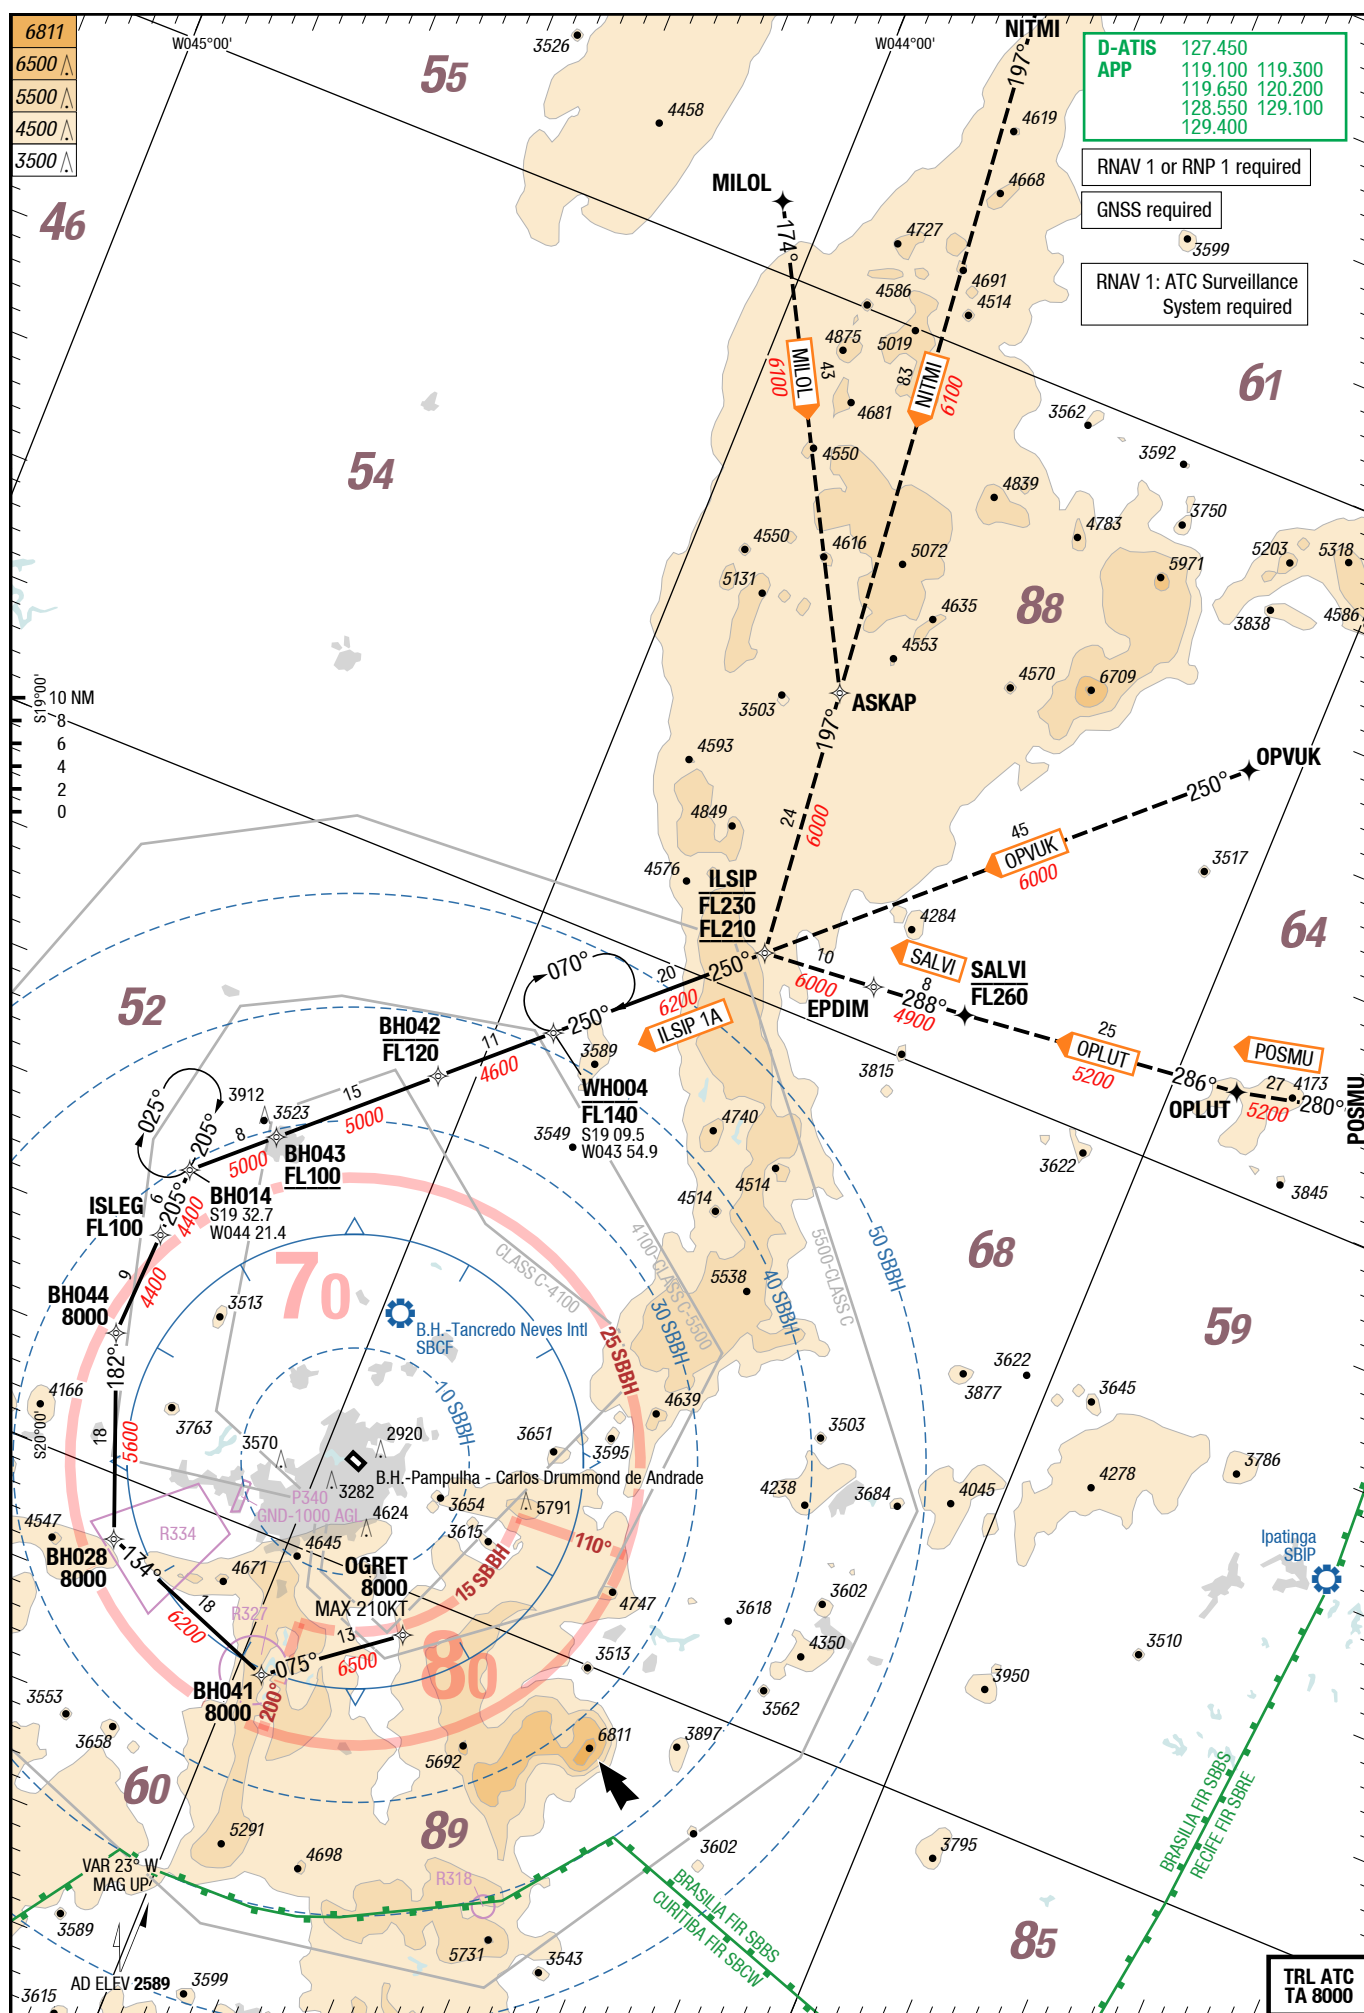 6811
6500
5500
4500
3500
W045°00'
3526
55
4458
W044°00'
NITMI
197°
D-ATIS 127.450
APP 119.100 119.300
119.650 120.200
128.550 129.100
129.400
RNAV 1 or RNP 1 required
GNSS required
3599
RNAV 1: ATC Surveillance
System required
46
MILOL
174°
4619
4668
4727
4691
4586
4514
5019
4875
MILOL
43
6100
83
NITMI
6100
61
4681
3562
4550
3592
54
4839
3750
4783
4550
4616
5072
5203
5318
5131
5971
88
4635
3838
4586
4553
4570
6709
3503
ASKAP
197°
S19°00'
10 NM
8
6
4
2
0
4593
OPVUK
250°
24
6000
4849
45
OPVUK
6000
3517
4576
ILSIP
FL230
FL210
4284
64
10
SALVI
SALVI
FL260
6000
EPDIM
8
288°
4900
070°
20
250°
6200
ILSIP 1A
250°
52
BH042
FL120
11
4600
3589
25
OPLUT
5200
POSMU
286°
OPLUT
27
4173
5200
280°
POSMU
3815
WH004
FL140
S19 09.5
W043 54.9
15
5000
025°
205°
3912
3523
8
5000
BH043
FL100
3549
4740
3622
3845
ISLEG
FL100
6
205°
4400
BH014
S19 32.7
W044 21.4
4514
4514
9
4400
BH044
8000
70
CLASS C-4100
4100-CLASS C-5500
5500-CLASS C
50 SBBH
40 SBBH
30 SBBH
25 SBBH
68
5538
3513
B.H.-Tancredo Neves Intl
SBCF
59
182°
10 SBBH
3622
3877
3645
4166
3763
S20°00'
18
5600
3570
2920
3651
4639
3595
3503
B.H.-Pampulha - Carlos Drummond de Andrade
3282
P340
GND-1000 AGL
4624
3654
5791
4238
3684
4045
4278
3786
R334
4547
3615
110°
BH028
8000
134°
4645
OGRET
8000
MAX 210KT
15 SBBH
Ipatinga
SBIP
4671
18
6200
R327
4747
3602
3618
13
075°
6500
80
4350
3513
3510
BH041
8000
200°
3950
3553
3562
3658
5692
6811
3897
60
BRASILIA FIR SBBS
RECIFE FIR SBRE
89
5291
4698
3602
3795
VAR 23° W
MAG UP
R318
BRASILIA FIR SBBS
CURITIBA FIR SBCW
3589
5731
85
3543
AD ELEV 2589
3599
3615
TRL ATC
TA 8000